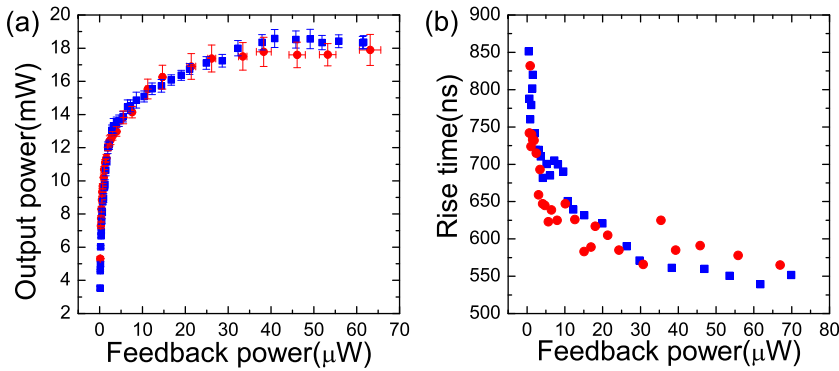 (a)
Output power(mW)
20
18
16
14
12
10
8
6
4
2
0 10 20 30 40 50 60 70
Feedback power(μW)
(b)
Rise time(ns)
900
850
800
750
700
650
600
550
500
0 10 20 30 40 50 60 70 80
Feedback power(μW)